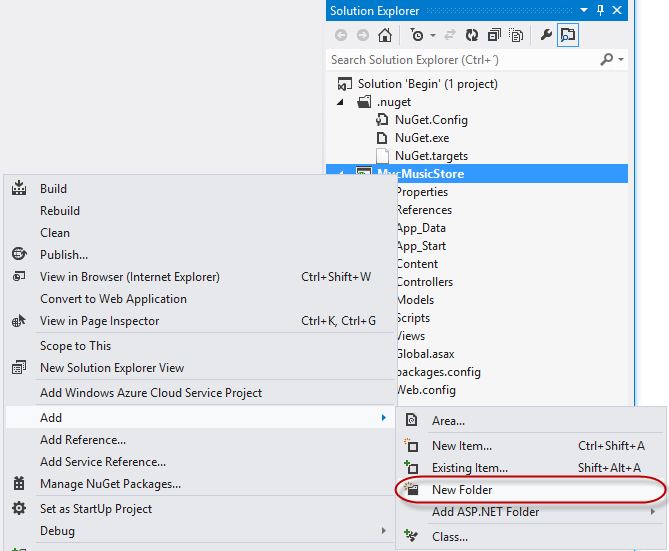 Solution Explorer
Search Solution Explorer (Ctrl+´)
Solution 'Begin' (1 project)
.nuget
NuGet.Config
NuGet.exe
NuGet.targets
MvcMusicStore
Properties
References
App_Data
App_Start
Content
Controllers
Models
Scripts
Views
Global.asax
packages.config
Web.config
Build
Rebuild
Clean
Publish...
View in Browser (Internet Explorer) Ctrl+Shift+W
Convert to Web Application
View in Page Inspector Ctrl+K, Ctrl+G
Scope to This
New Solution Explorer View
Add Windows Azure Cloud Service Project
Add
Add Reference...
Add Service Reference...
Manage NuGet Packages...
Set as StartUp Project
Debug
Area...
New Item... Ctrl+Shift+A
Existing Item... Shift+Alt+A
New Folder
Add ASP.NET Folder
Class...